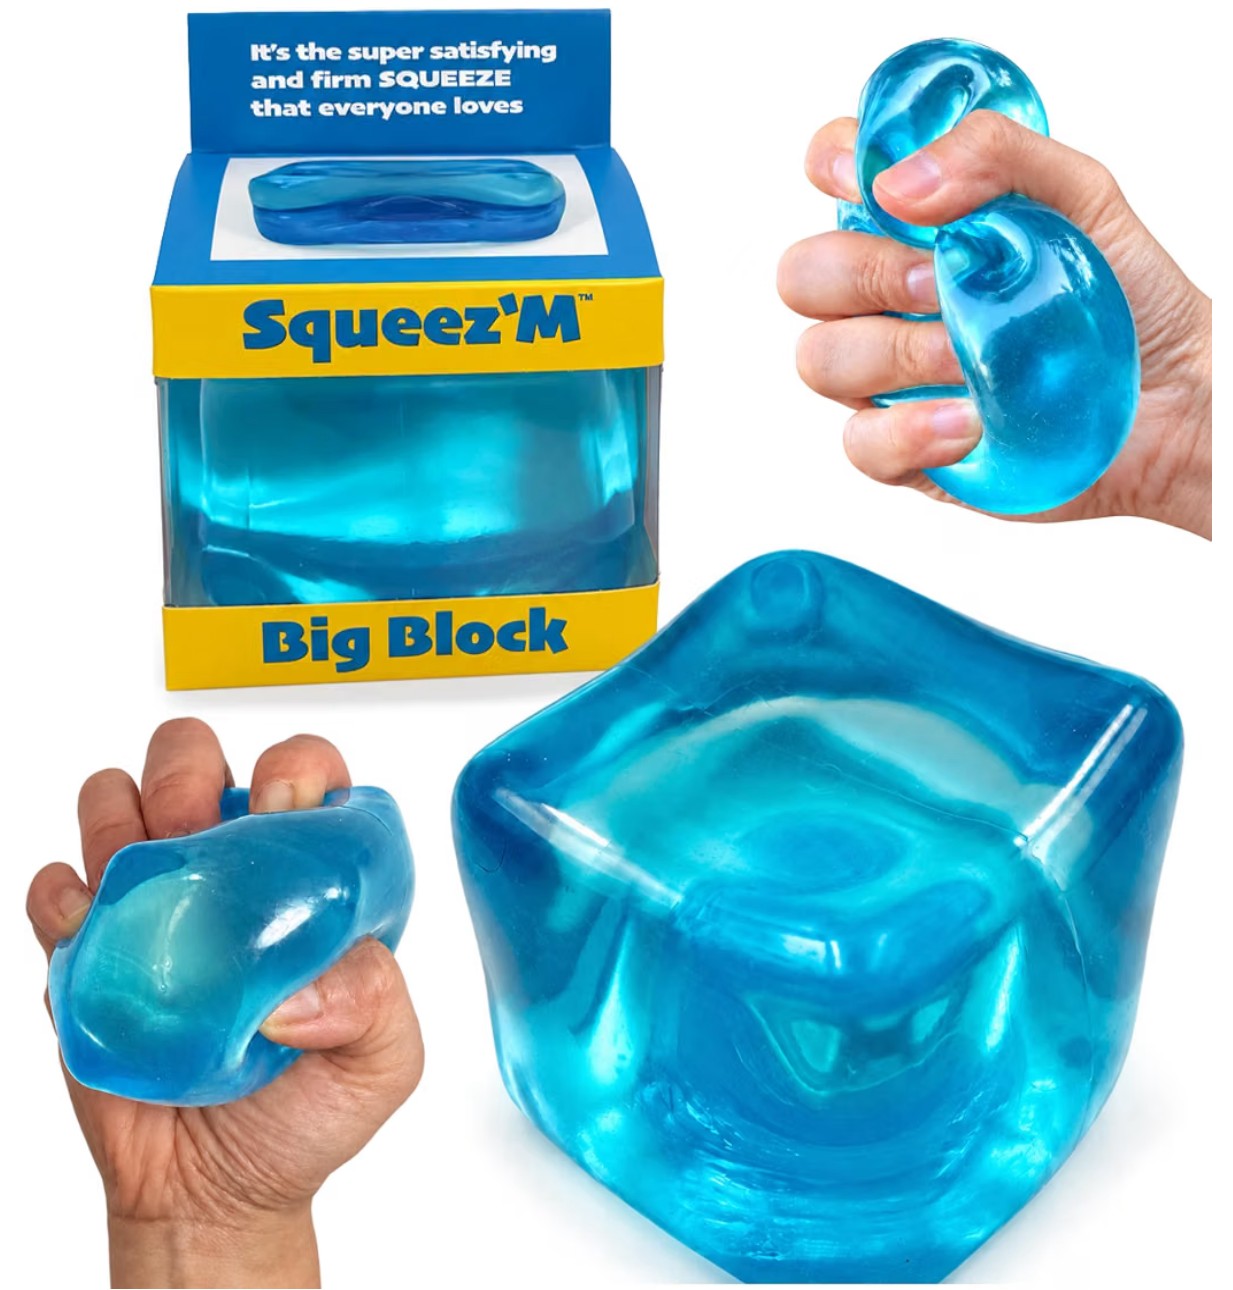 It's the super satisfying
and firm SQUEEZE
that everyone loves
Squeez'M™
Big Block